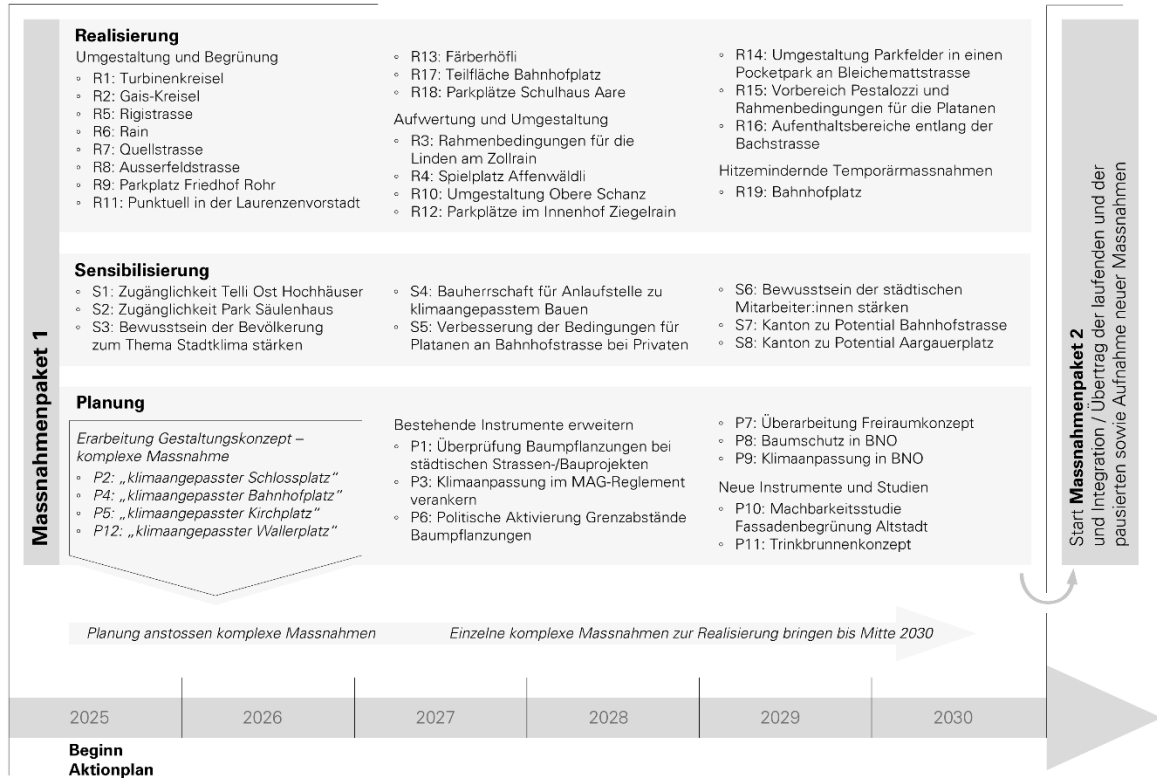 Massnahmenpaket 1
Realisierung
Umgestaltung und Begrünung
◦ R1: Turbinenkreisel
◦ R2: Gais-Kreisel
◦ R5: Rigistrasse
◦ R6: Rain
◦ R7: Quellstrasse
◦ R8: Ausserfeldstrasse
◦ R9: Parkplatz Friedhof Rohr
◦ R11: Punktuell in der Laurenzenvorstadt
◦ R13: Färberhöfli
◦ R17: Teilfläche Bahnhofplatz
◦ R18: Parkplätze Schulhaus Aare
Aufwertung und Umgestaltung
◦ R3: Rahmenbedingungen für die
Linden am Zollrain
◦ R4: Spielplatz Affenwäldli
◦ R10: Umgestaltung Obere Schanz
◦ R12: Parkplätze im Innenhof Ziegelrain
◦ R14: Umgestaltung Parkfelder in einen
Pocketpark an Bleichemattstrasse
◦ R15: Vorbereich Pestalozzi und
Rahmenbedingungen für die Platanen
◦ R16: Aufenthaltsbereiche entlang der
Bachstrasse
Hitzemindernde Temporärmassnahmen
◦ R19: Bahnhofplatz
Sensibilisierung
◦ S1: Zugänglichkeit Telli Ost Hochhäuser
◦ S2: Zugänglichkeit Park Säulenhaus
◦ S3: Bewusstsein der Bevölkerung
zum Thema Stadtklima stärken
◦ S4: Bauherrschaft für Anlaufstelle zu
klimaangepasstem Bauen
◦ S5: Verbesserung der Bedingungen für
Platanen an Bahnhofstrasse bei Privaten
◦ S6: Bewusstsein der städtischen
Mitarbeiter:innen stärken
◦ S7: Kanton zu Potential Bahnhofstrasse
◦ S8: Kanton zu Potential Aargauerplatz
Planung
Erarbeitung Gestaltungskonzept –
komplexe Massnahme
◦ P2: „klimaangepasster Schlossplatz“
◦ P4: „klimaangepasster Bahnhofplatz“
◦ P5: „klimaangepasster Kirchplatz“
◦ P12: „klimaangepasster Wallerplatz“
Bestehende Instrumente erweitern
◦ P1: Überprüfung Baumpflanzungen bei
städtischen Strassen-/Bauprojekten
◦ P3: Klimaanpassung im MAG-Reglement
verankern
◦ P6: Politische Aktivierung Grenzabstände
Baumpflanzungen
◦ P7: Überarbeitung Freiraumkonzept
◦ P8: Baumschutz in BNO
◦ P9: Klimaanpassung in BNO
Neue Instrumente und Studien
◦ P10: Machbarkeitsstudie
Fassadenbegrünung Altstadt
◦ P11: Trinkbrunnenkonzept
Start Massnahmenpaket 2
und Integration / Übertrag der laufenden und der
pausierten sowie Aufnahme neuer Massnahmen
Planung anstossen komplexe Massnahmen
Einzelne komplexe Massnahmen zur Realisierung bringen bis Mitte 2030
2025
2026
2027
2028
2029
2030
Beginn
Aktionplan